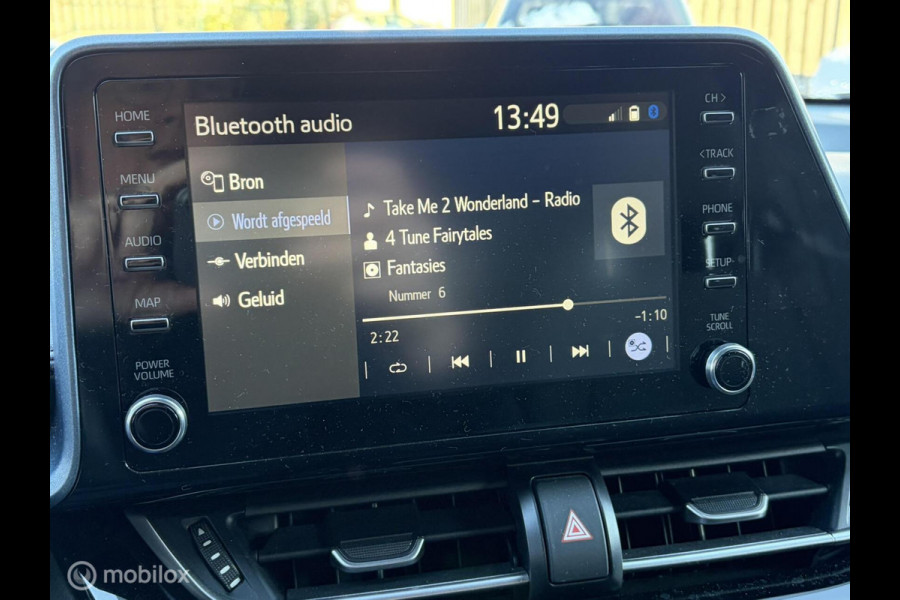 HOME
MENU
AUDIO
MAP
POWER
VOLUME
Bluetooth audio
13:49
Bron
Wordt afgespeeld
Verbinden
Geluid
Take Me 2 Wonderland – Radio
4 Tune Fairytales
Fantasies
Nummer 6
2:22
-1:10
CH >
< TRACK
PHONE
SETUP
TUNE
SCROLL
mobilox